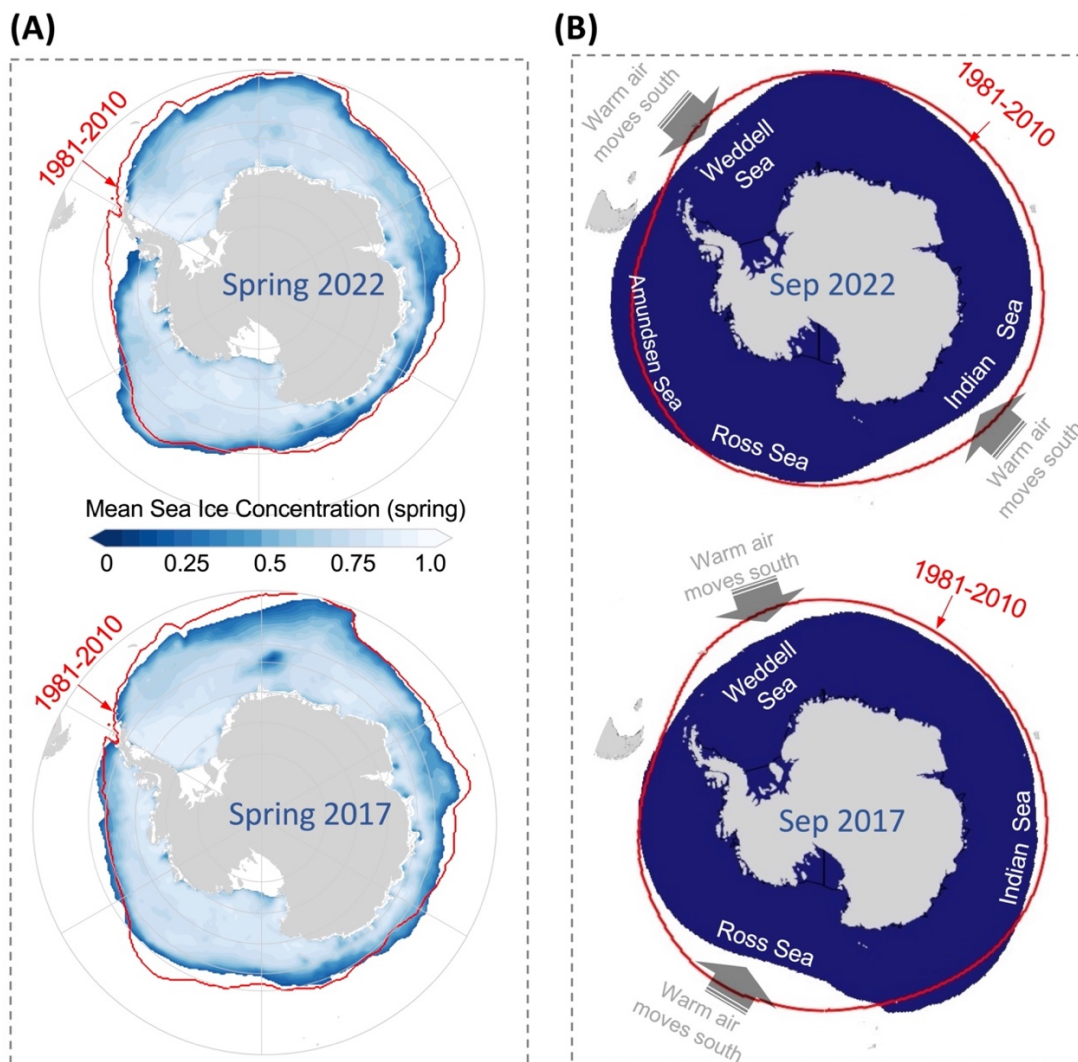 (A)
1981-2010
Spring 2022
Mean Sea Ice Concentration (spring)
0 0.25 0.5 0.75 1.0
1981-2010
Spring 2017
(B)
Warm air
moves south
1981-2010
Weddell
Sea
Sep 2022
Amundsen Sea
Indian Sea
Ross Sea
Warm air
moves south
Warm air
moves south
1981-2010
Weddell
Sea
Sep 2017
Indian Sea
Ross Sea
Warm air
moves south